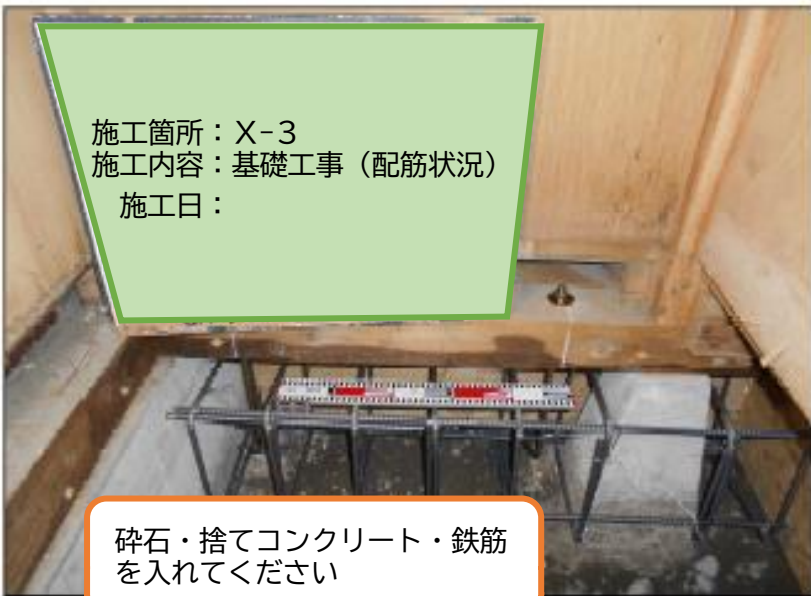 施工箇所：X-3
施工内容：基礎工事（配筋状況）
施工日：
砕石・捨てコンクリート・鉄筋
を入れてください